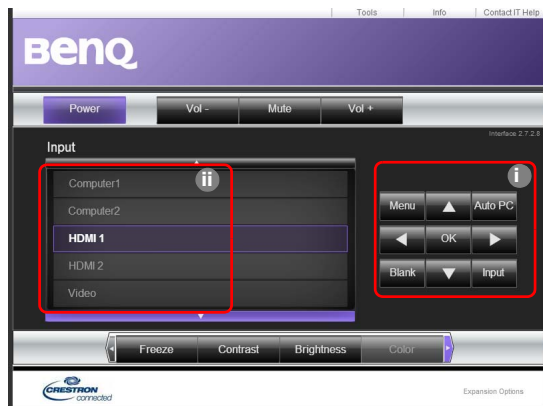 Tools Info Contact IT Help
BenQ
Power Vol - Mute Vol +
Interface 2.7.2.8
Input
Computer1
Computer2
HDMI 1
HDMI 2
Video
ii
i
Menu Auto PC
OK
Blank Input
Freeze Contrast Brightness Color
CRESTRON
connected
Expansion Options